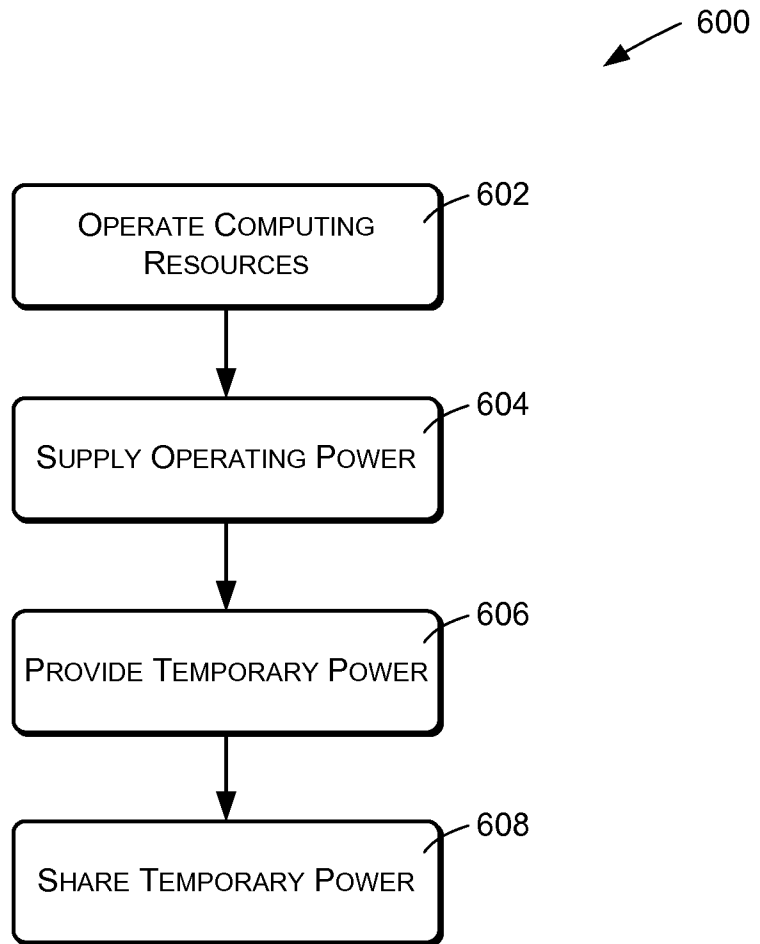 600
OPERATE COMPUTING
RESOURCES
602
SUPPLY OPERATING POWER
604
PROVIDE TEMPORARY POWER
606
SHARE TEMPORARY POWER
608